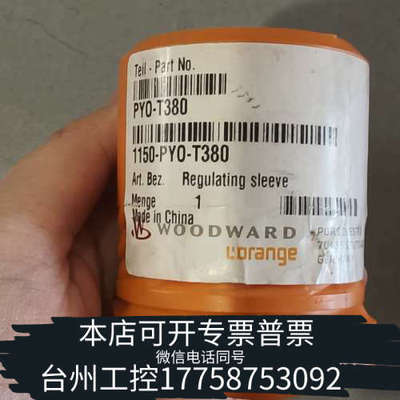 Teil - Part No.
PYO-T380
1150-PYO-T380
Art. Bez. Regulating sleeve
Menge 1
Made in China
WOODWARD
L'orange
本店可开专票普票
微信电话同号
台州工控17758753092